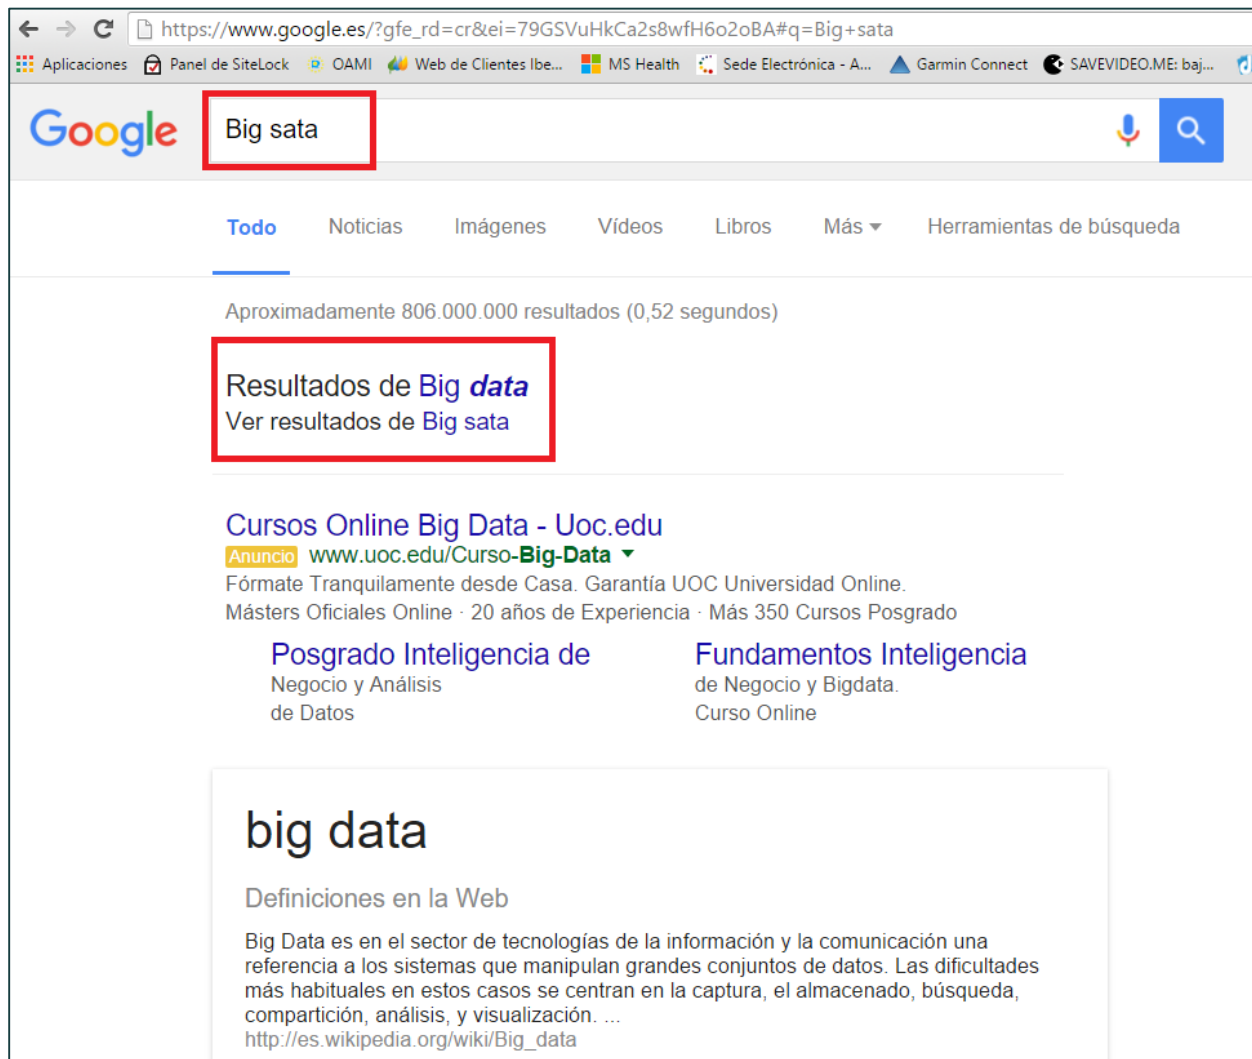 https://www.google.es/?gfe_rd=cr&ei=79GSVuHkCa2s8wfH6o2oBA#q=Big+sata
Aplicaciones Panel de SiteLock OAMI Web de Clientes Ibe... MS Health Sede Electrónica - A... Garmin Connect SAVEVIDEO.ME: baj...
Google Big sata
Todo Noticias Imágenes Vídeos Libros Más Herramientas de búsqueda
Aproximadamente 806.000.000 resultados (0,52 segundos)
Resultados de Big data
Ver resultados de Big sata
Cursos Online Big Data - Uoc.edu
Anuncio www.uoc.edu/Curso-Big-Data
Fórmate Tranquilamente desde Casa. Garantía UOC Universidad Online.
Másters Oficiales Online · 20 años de Experiencia · Más 350 Cursos Posgrado
Posgrado Inteligencia de
Negocio y Análisis
de Datos
Fundamentos Inteligencia
de Negocio y Bigdata.
Curso Online
big data
Definiciones en la Web
Big Data es en el sector de tecnologías de la información y la comunicación una
referencia a los sistemas que manipulan grandes conjuntos de datos. Las dificultades
más habituales en estos casos se centran en la captura, el almacenado, búsqueda,
compartición, análisis, y visualización. ...
http://es.wikipedia.org/wiki/Big_data